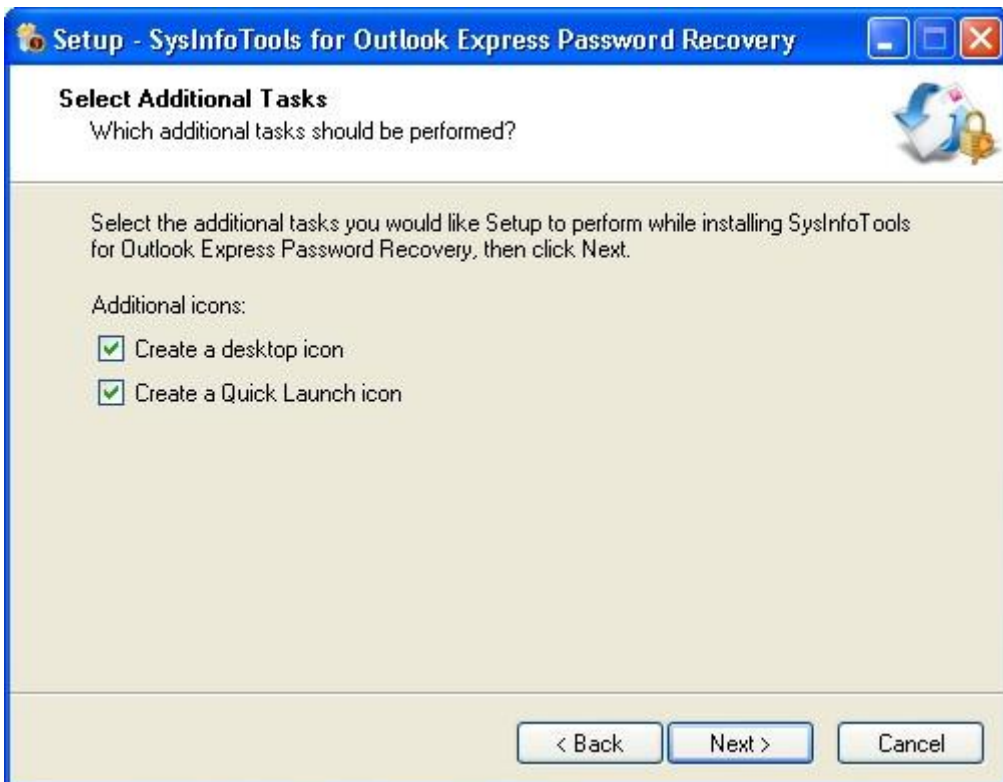 Setup - SysInfoTools for Outlook Express Password Recovery
Select Additional Tasks
Which additional tasks should be performed?
Select the additional tasks you would like Setup to perform while installing SysInfoTools
for Outlook Express Password Recovery, then click Next.
Additional icons:
Create a desktop icon
Create a Quick Launch icon
< Back
Next >
Cancel